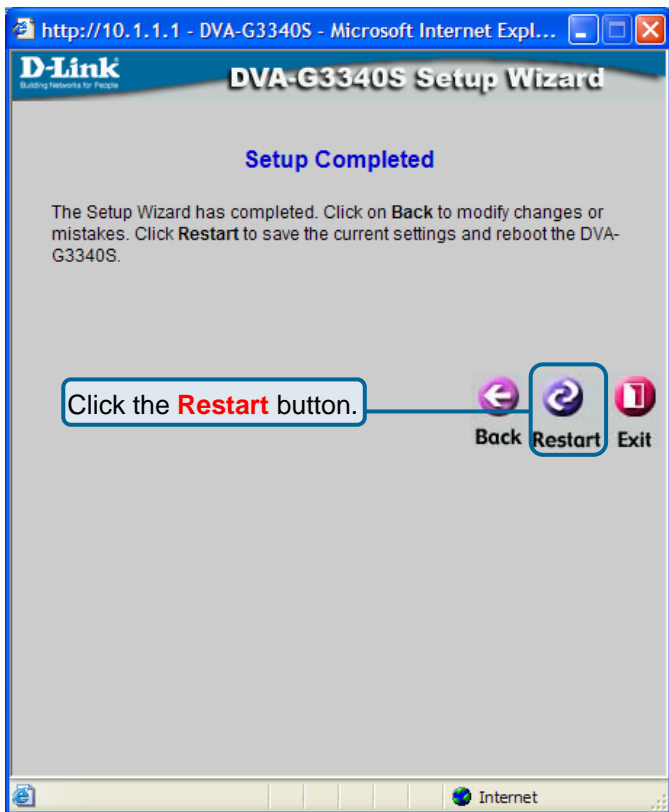 http://10.1.1.1 - DVA-G3340S - Microsoft Internet Expl...
D-Link
Building Networks for People
DVA-G3340S Setup Wizard
Setup Completed
The Setup Wizard has completed. Click on Back to modify changes or
mistakes. Click Restart to save the current settings and reboot the DVA-
G3340S.
Click the Restart button.
Back Restart Exit
Internet